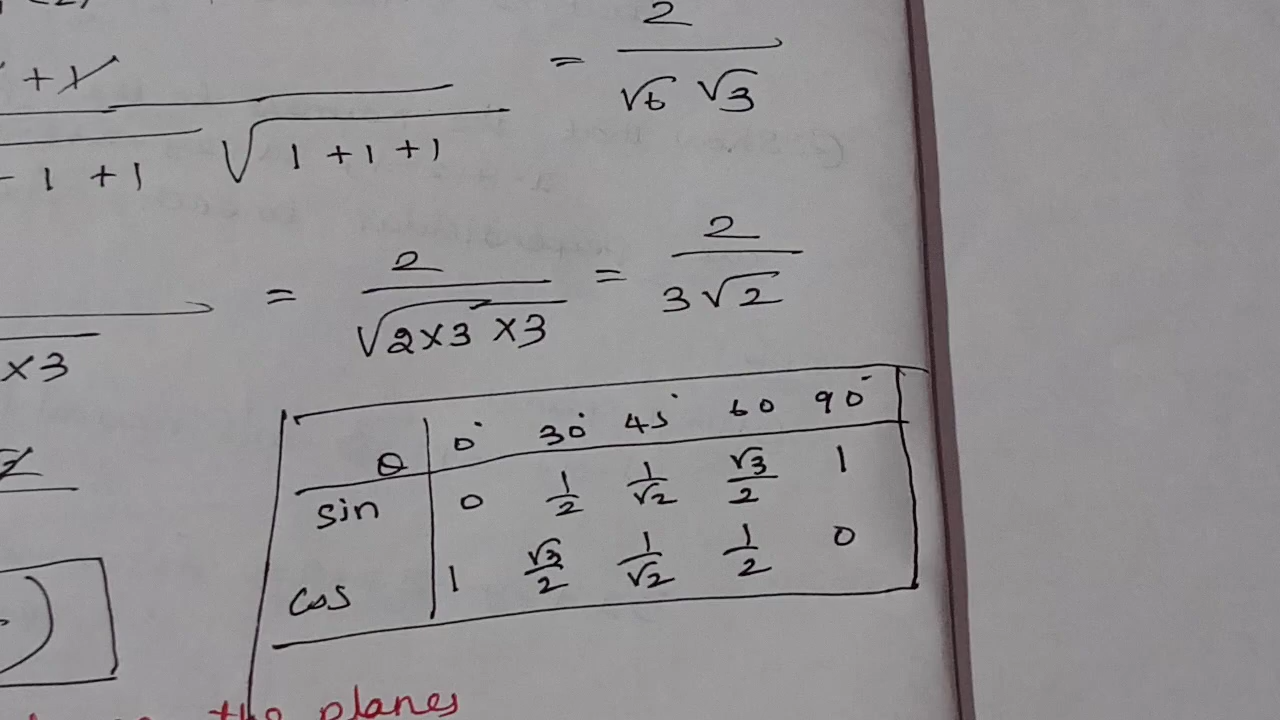 = 2/(√6 √3)
+1
- 1 + 1 √(1 + 1 + 1)
= 2/√(2×3 ×3) = 2/(3√2)
×3
θ 0° 30° 45° 60 90°
sin 0 1/2 1/√2 √3/2 1
cos 1 √3/2 1/√2 1/2 0
the planes